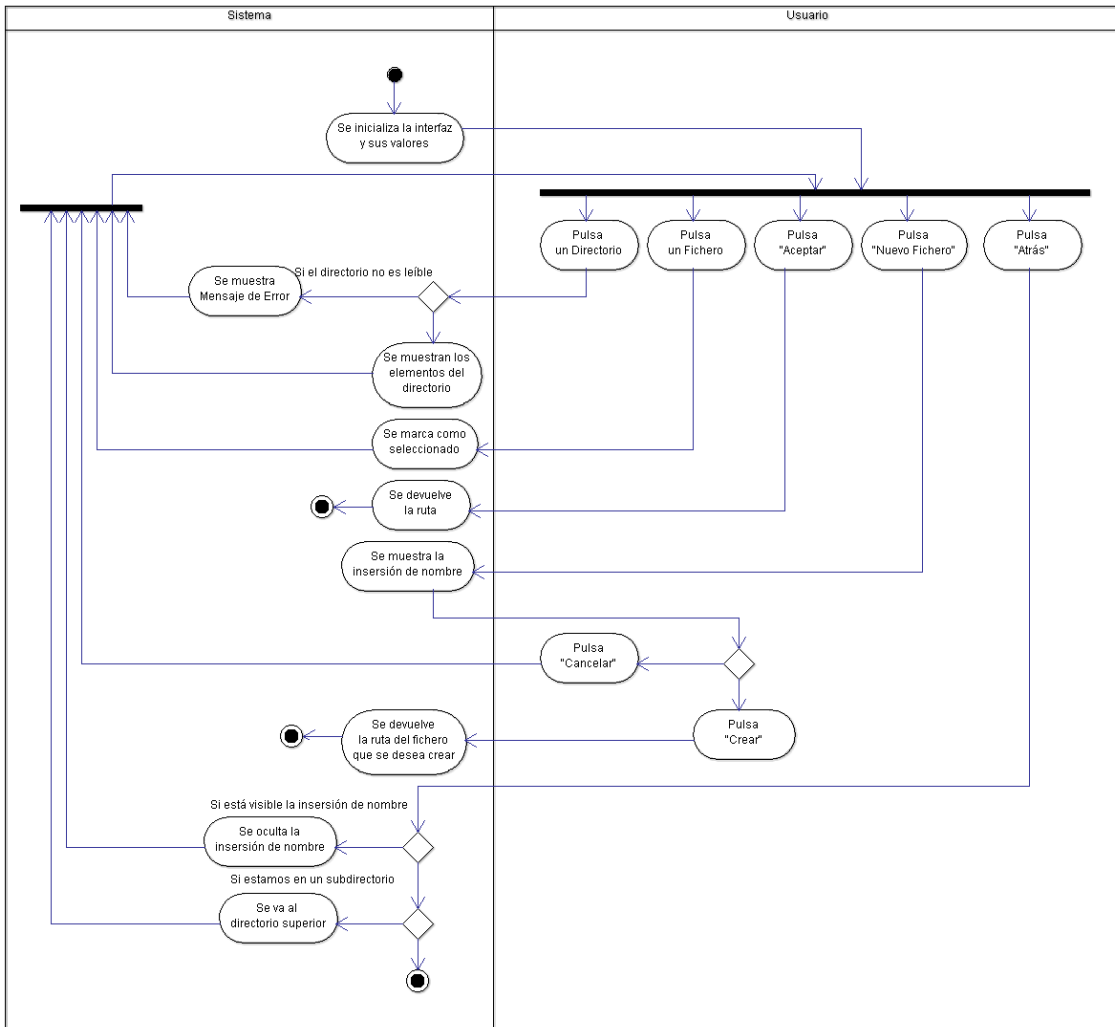 Sistema
Usuario
Se inicializa la interfaz
y sus valores
Pulsa
un Directorio
Pulsa
un Fichero
Pulsa
"Aceptar"
Pulsa
"Nuevo Fichero"
Pulsa
"Atrás"
Si el directorio no es leíble
Se muestra
Mensaje de Error
Se muestran los
elementos del
directorio
Se marca como
seleccionado
Se devuelve
la ruta
Se muestra la
insersión de nombre
Pulsa
"Cancelar"
Se devuelve
la ruta del fichero
que se desea crear
Pulsa
"Crear"
Si está visible la insersión de nombre
Se oculta la
insersión de nombre
Si estamos en un subdirectorio
Se va al
directorio superior